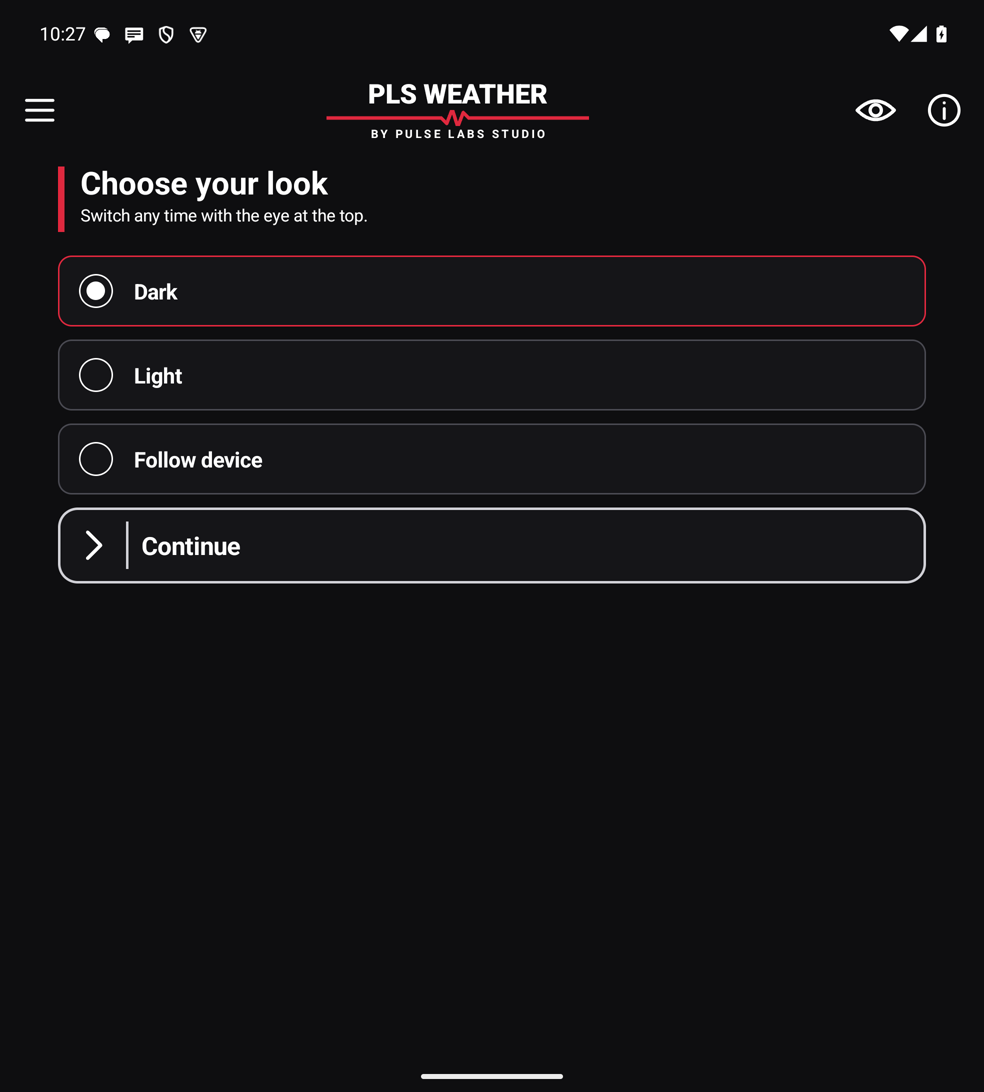 10:27
PLS WEATHER
BY PULSE LABS STUDIO
Choose your look
Switch any time with the eye at the top.
Dark
Light
Follow device
Continue